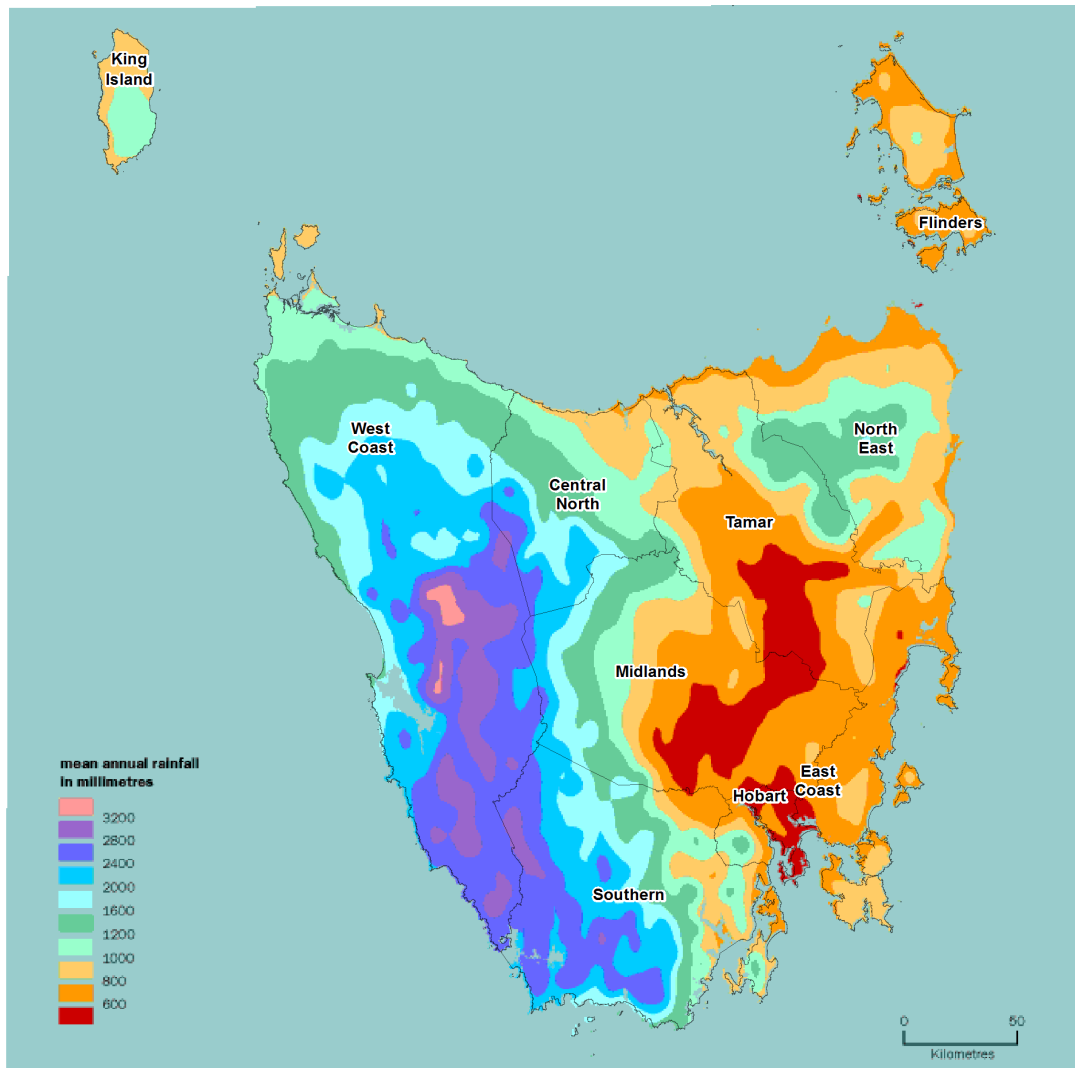 King
Island
Flinders
West
Coast
North
East
Central
North
Tamar
Midlands
East
Coast
Hobart
Southern
mean annual rainfall
in millimetres
3200
2800
2400
2000
1600
1200
1000
800
600
0 50
Kilometres